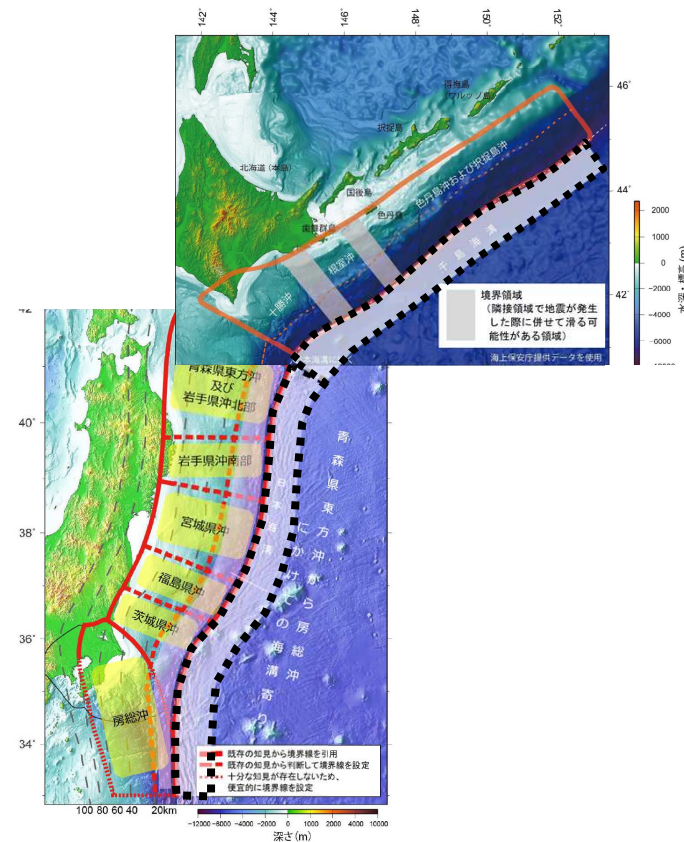 142°
144°
146°
148°
150°
152°
46°
44°
42°
得撫島
(ウルップ島)
択捉島
北海道(本島)
国後島
色丹島
歯舞群島
色丹島沖および択捉島沖
根室沖
十勝沖
千島海溝
境界領域
(隣接領域で地震が発生
した際に併せて滑る可
能性がある領域)
海上保安庁提供データを使用
2000
0
−2000
−4000
−6000
水深・標高(m)
42°
40°
38°
36°
34°
青森県東方沖
及び
岩手県沖北部
岩手県沖南部
宮城県沖
福島県沖
茨城県沖
房総沖
日本海溝
青森県東方沖から房総沖
にかけての海溝寄り
既存の知見から境界線を引用
既存の知見から判断して境界線を設定
十分な知見が存在しないため、
便宜的に境界線を設定
100 80 60 40 20km
−12000 −6000 −4000 −2000 0 2000 4000 6000 10000
深さ(m)